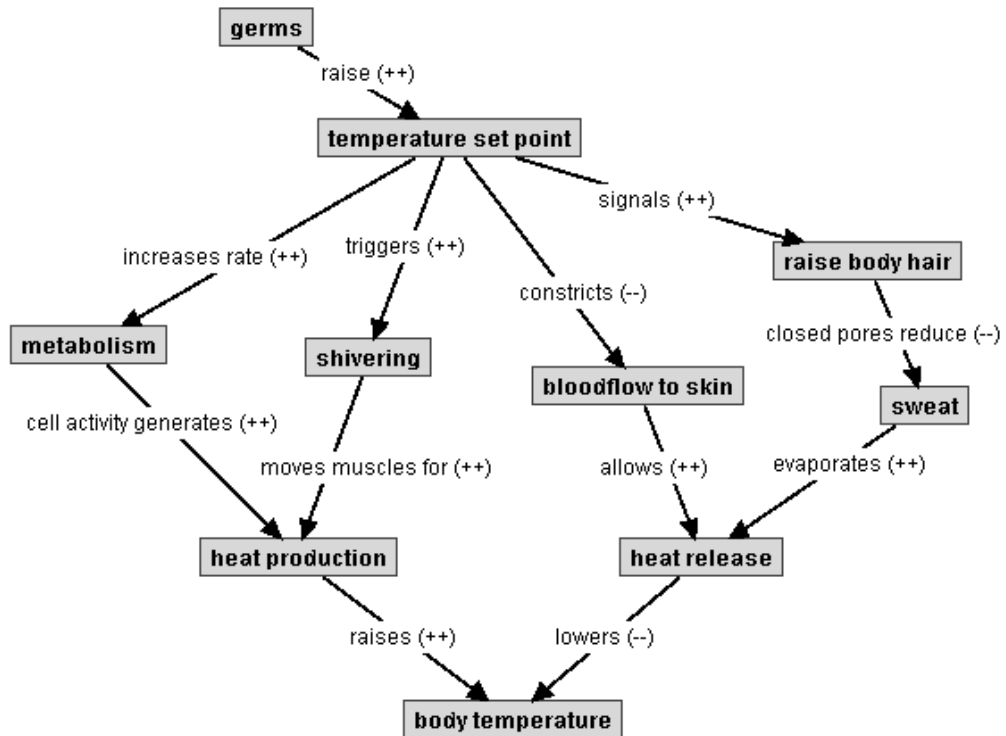 germs
raise (++)
temperature set point
signals (++)
increases rate (++)
triggers (++)
raise body hair
constricts (--)
metabolism
shivering
closed pores reduce (--)
bloodflow to skin
sweat
cell activity generates (++)
moves muscles for (++)
allows (++)
evaporates (++)
heat production
heat release
raises (++)
lowers (--)
body temperature